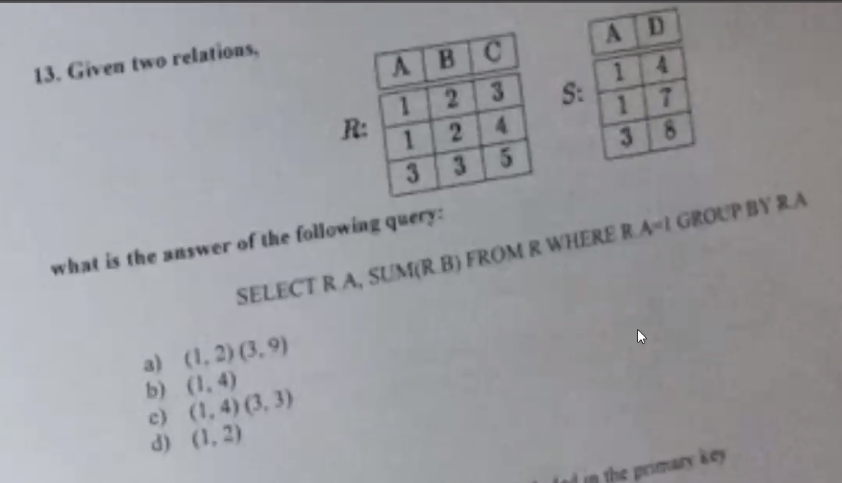 13. Given two relations,
R:
A B C
1 2 3
1 2 4
3 3 5
S:
A D
1 4
1 7
3 8
what is the answer of the following query:
SELECT R.A, SUM(R.B) FROM R WHERE R.A=1 GROUP BY R.A
a) (1, 2) (3, 9)
b) (1, 4)
c) (1, 4) (3, 3)
d) (1, 2)
in the primary key